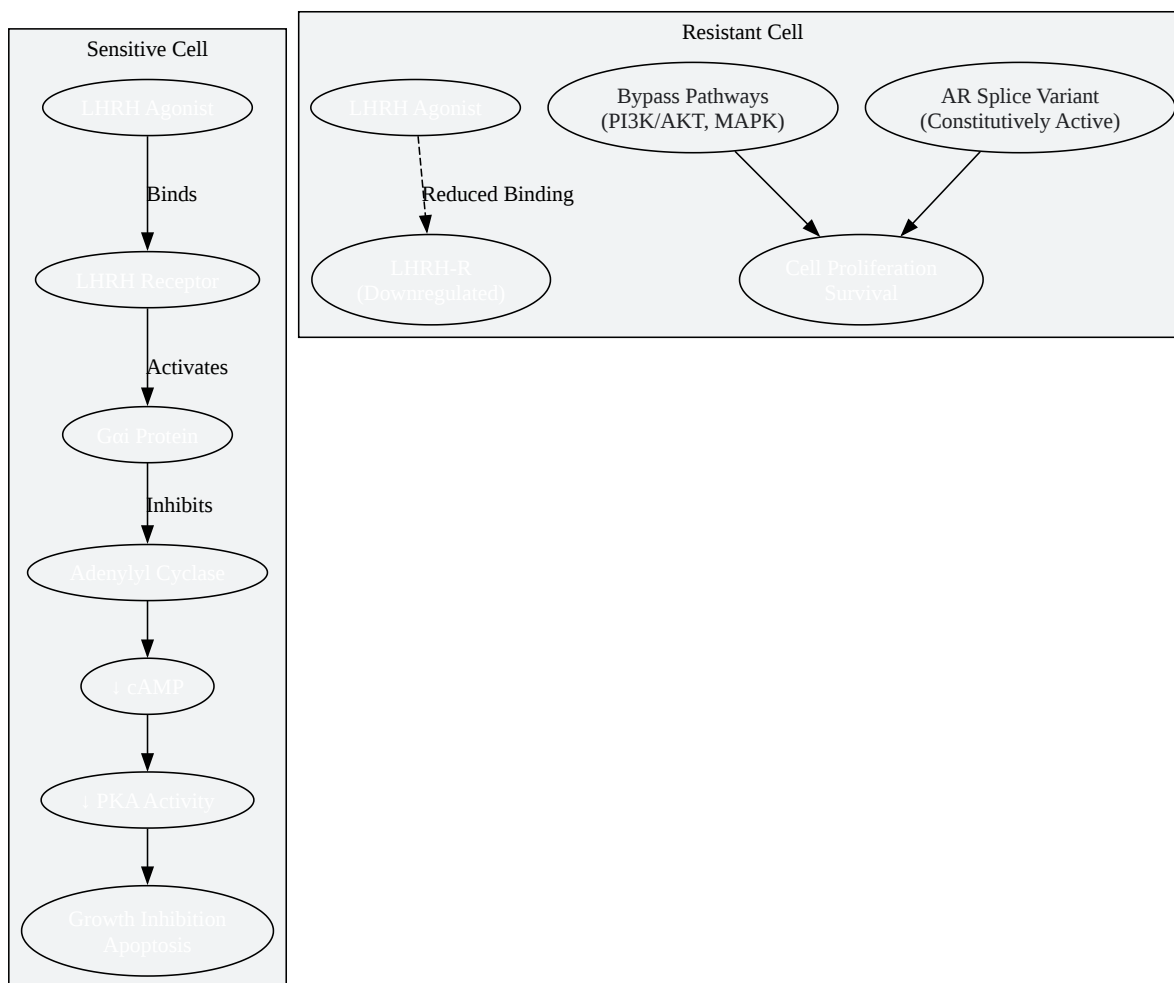 Sensitive Cell
LHRH Agonist
Binds
LHRH Receptor
Activates
Gαi Protein
Inhibits
Adenylyl Cyclase
↓ cAMP
↓ PKA Activity
Growth Inhibition
Apoptosis
Resistant Cell
LHRH Agonist
Reduced Binding
LHRH-R
(Downregulated)
Bypass Pathways
(PI3K/AKT, MAPK)
AR Splice Variant
(Constitutively Active)
Cell Proliferation
Survival